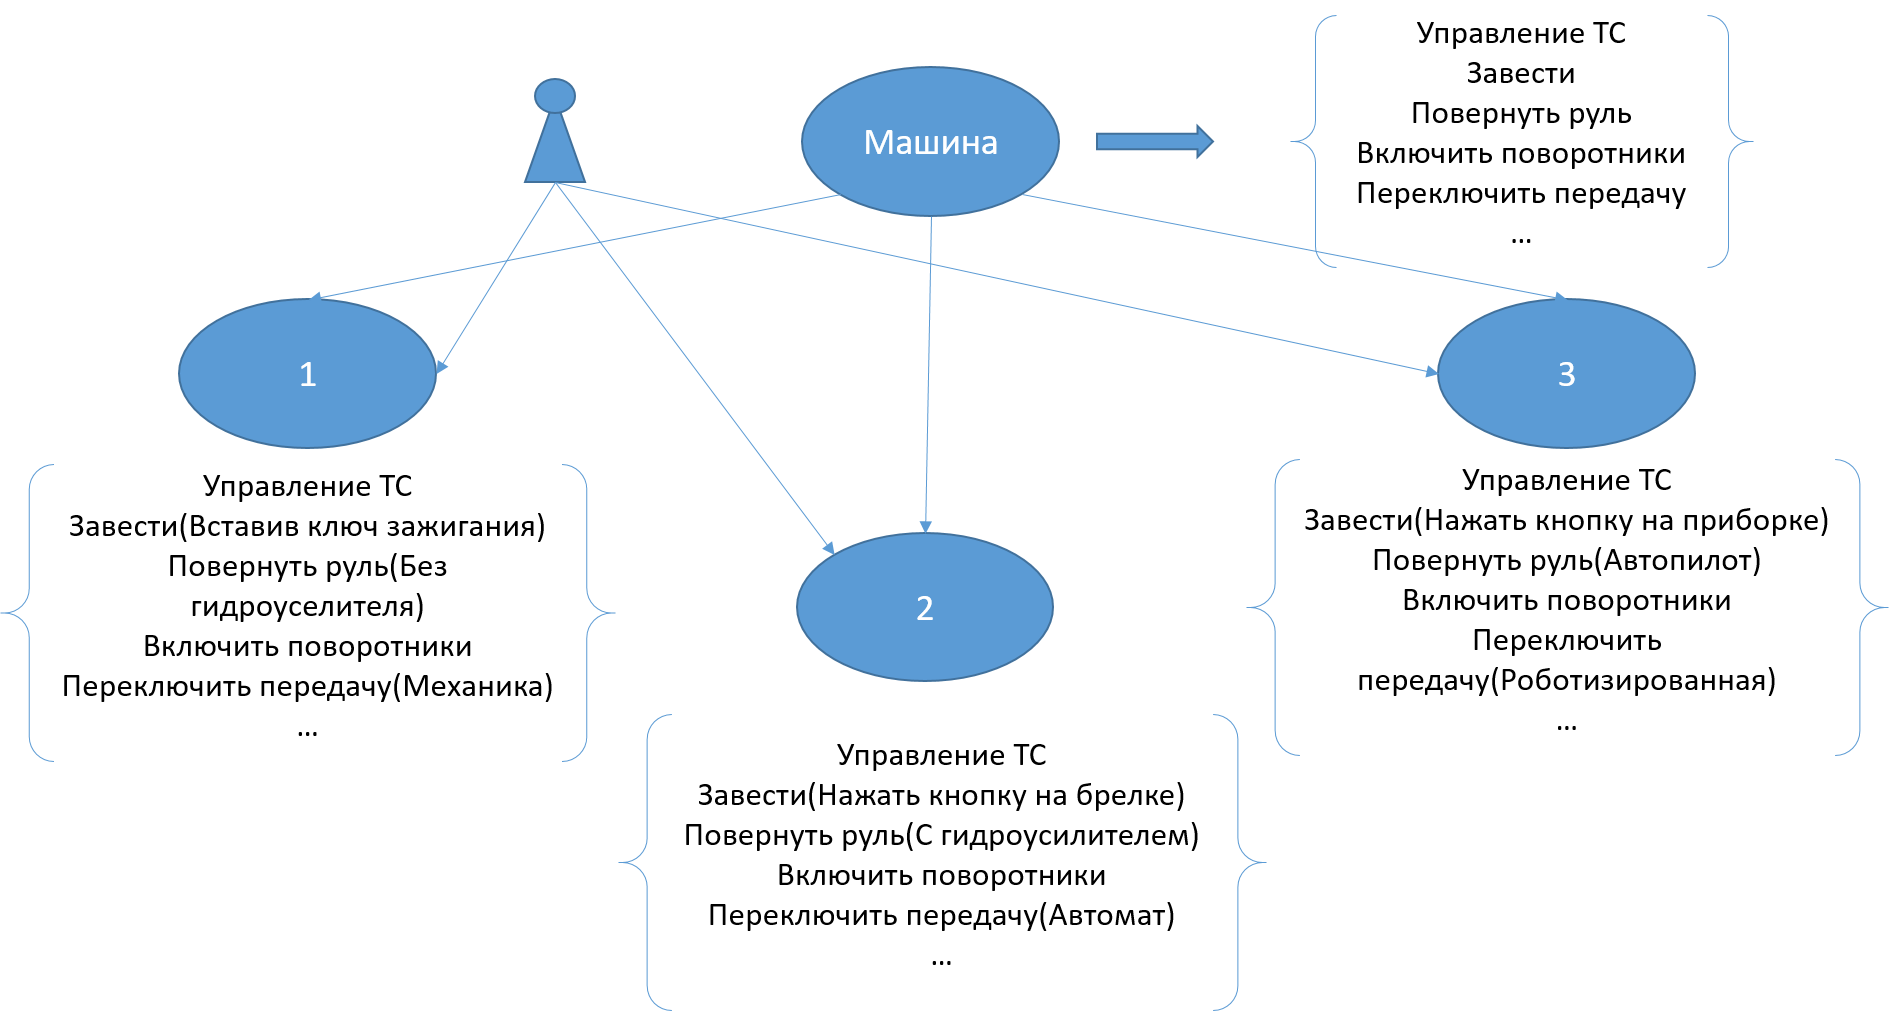 Машина
Управление ТС
Завести
Повернуть руль
Включить поворотники
Переключить передачу
...
1
Управление ТС
Завести(Вставив ключ зажигания)
Повернуть руль(Без
гидроуселителя)
Включить поворотники
Переключить передачу(Механика)
...
2
Управление ТС
Завести(Нажать кнопку на брелке)
Повернуть руль(С гидроусилителем)
Включить поворотники
Переключить передачу(Автомат)
...
3
Управление ТС
Завести(Нажать кнопку на приборке)
Повернуть руль(Автопилот)
Включить поворотники
Переключить
передачу(Роботизированная)
...